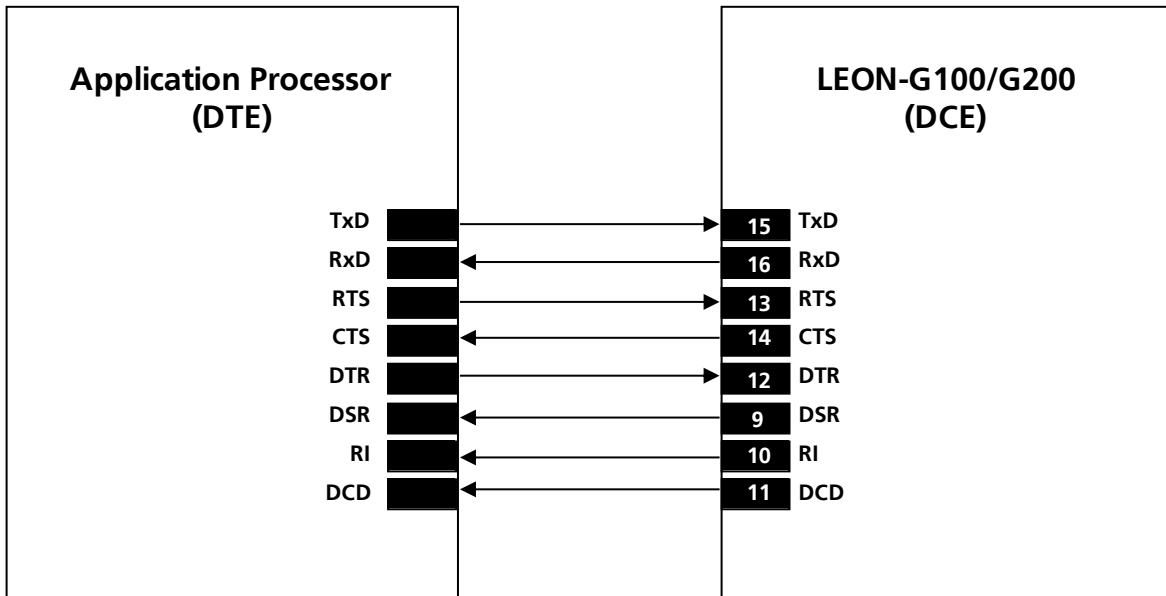 Application Processor
(DTE)
LEON-G100/G200
(DCE)
TxD 15 TxD
RxD 16 RxD
RTS 13 RTS
CTS 14 CTS
DTR 12 DTR
DSR 9 DSR
RI 10 RI
DCD 11 DCD